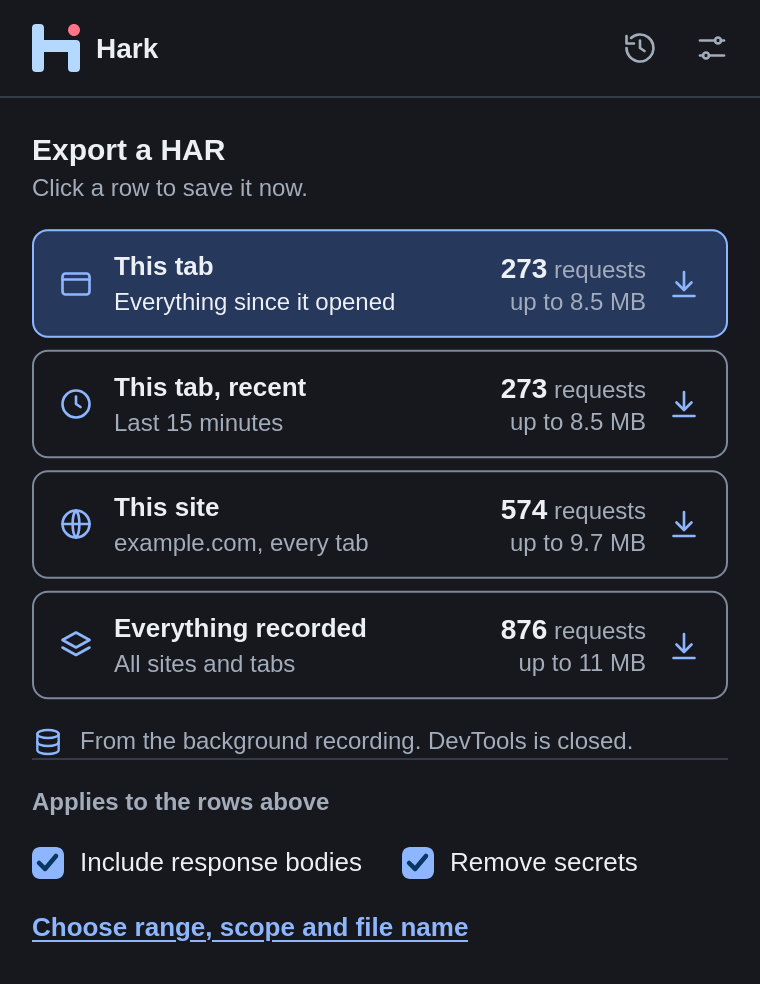 Hark
Export a HAR
Click a row to save it now.
This tab
273 requests
Everything since it opened
up to 8.5 MB
This tab, recent
273 requests
Last 15 minutes
up to 8.5 MB
This site
574 requests
example.com, every tab
up to 9.7 MB
Everything recorded
876 requests
All sites and tabs
up to 11 MB
From the background recording. DevTools is closed.
Applies to the rows above
Include response bodies
Remove secrets
Choose range, scope and file name